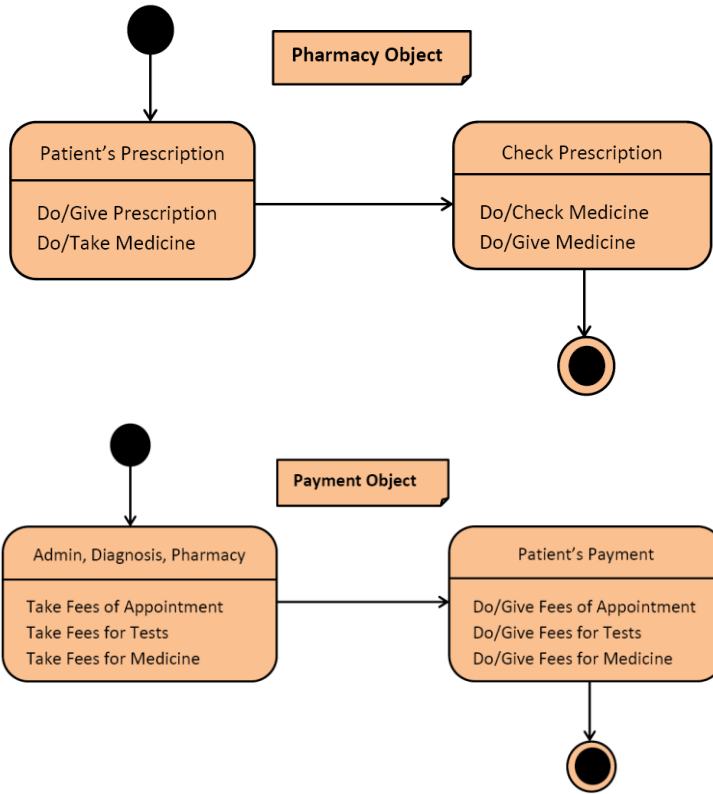 Pharmacy Object
Patient’s Prescription
Do/Give Prescription
Do/Take Medicine
Check Prescription
Do/Check Medicine
Do/Give Medicine
Payment Object
Admin, Diagnosis, Pharmacy
Take Fees of Appointment
Take Fees for Tests
Take Fees for Medicine
Patient’s Payment
Do/Give Fees of Appointment
Do/Give Fees for Tests
Do/Give Fees for Medicine